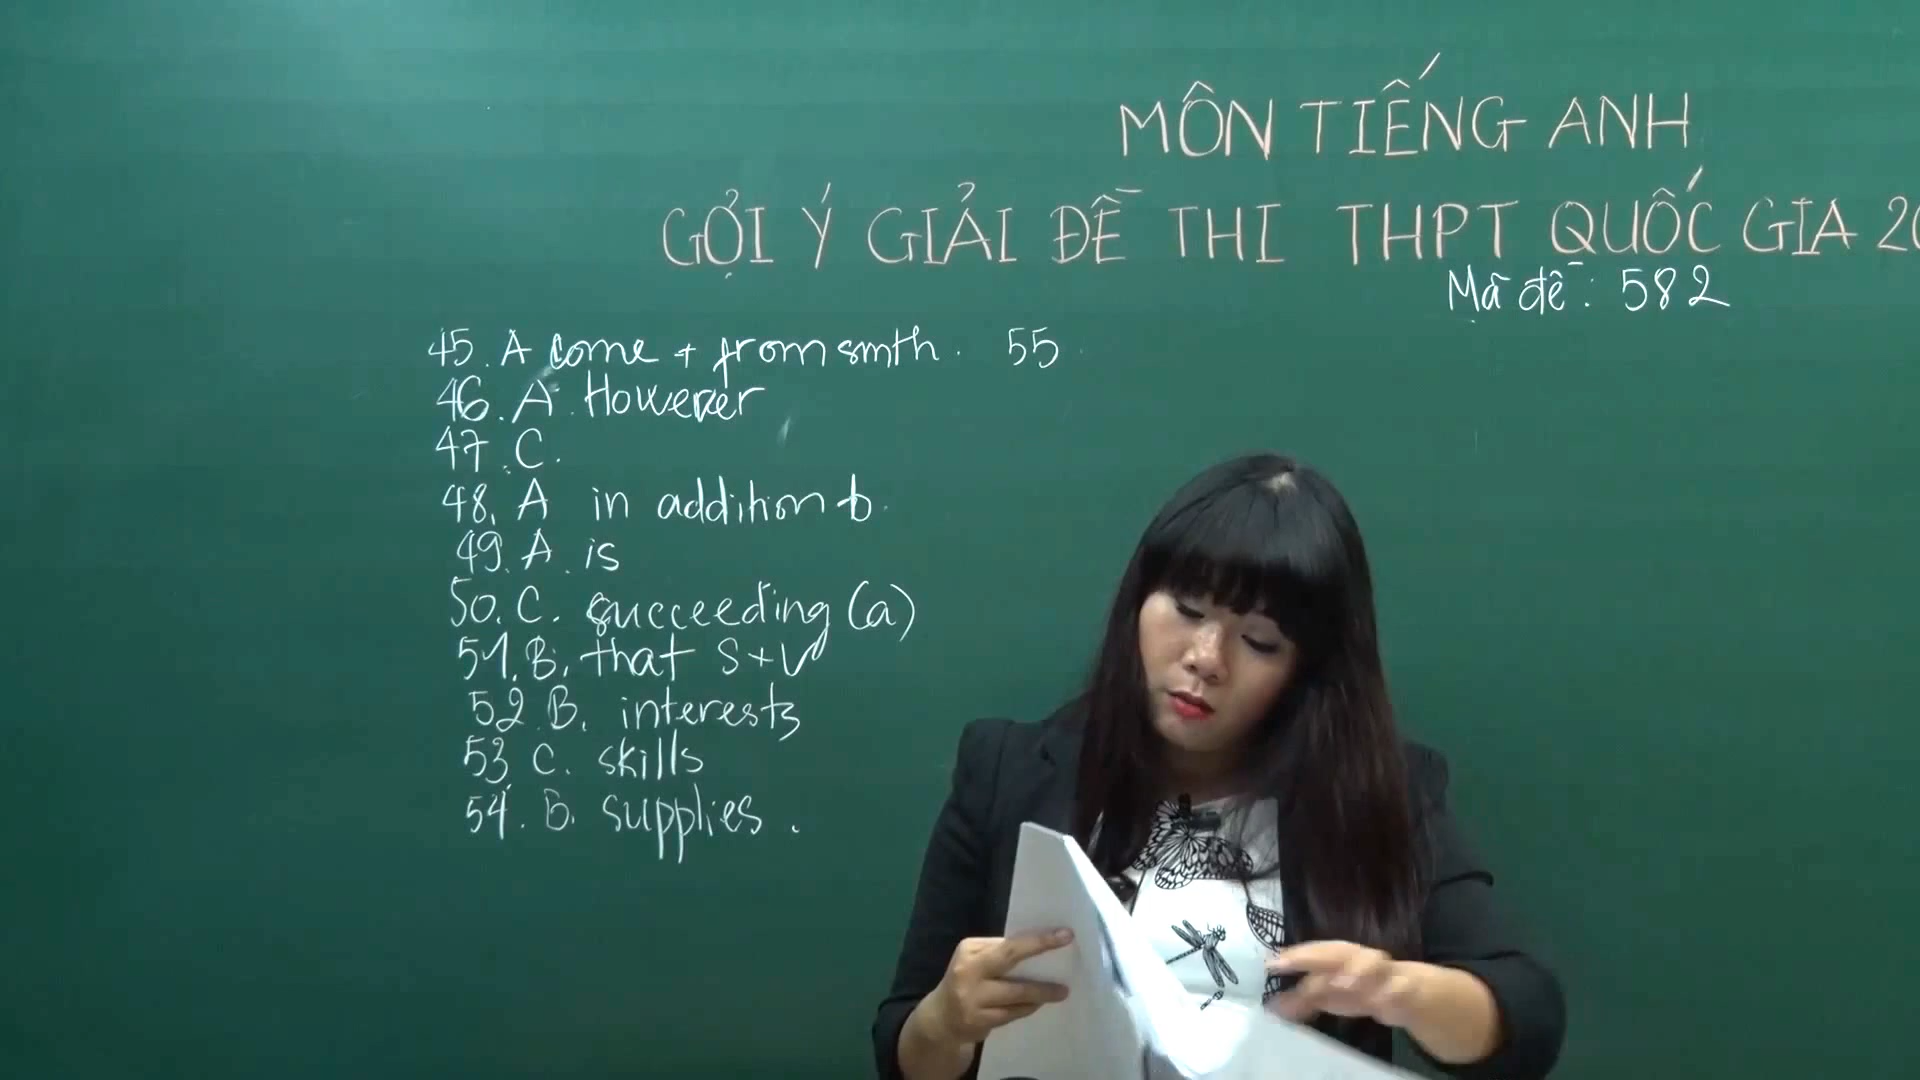 MÔN TIẾNG ANH
GỢI Ý GIẢI ĐỀ THI THPT QUỐC GIA 20
Mã đề: 582
45. A come + from smth. 55.
46. A. However
47. C.
48. A in addition to.
49. A. is
50. C. succeeding (a)
51. B. that S+V
52. B. interests
53. C. skills
54. B. supplies.